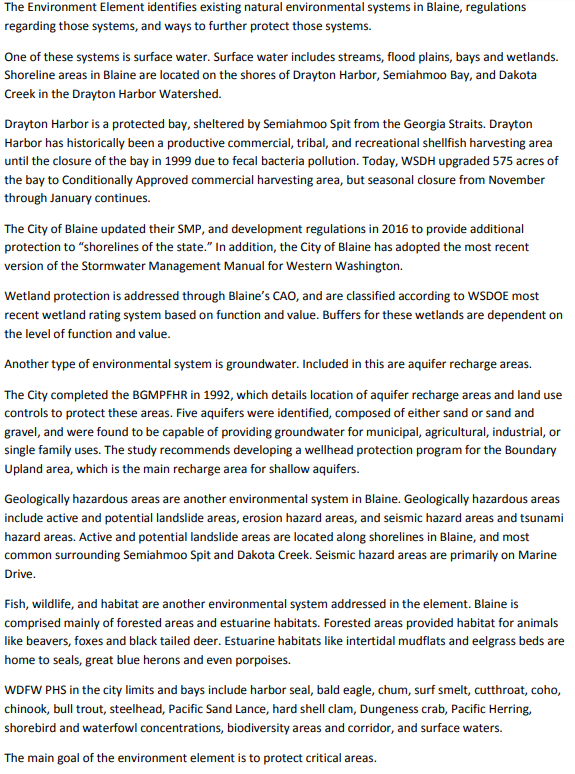 The Environment Element identifies existing natural environmental systems in Blaine, regulations
regarding those systems, and ways to further protect those systems.
One of these systems is surface water. Surface water includes streams, flood plains, bays and wetlands.
Shoreline areas in Blaine are located on the shores of Drayton Harbor, Semiahmoo Bay, and Dakota
Creek in the Drayton Harbor Watershed.
Drayton Harbor is a protected bay, sheltered by Semiahmoo Spit from the Georgia Straits. Drayton
Harbor has historically been a productive commercial, tribal, and recreational shellfish harvesting area
until the closure of the bay in 1999 due to fecal bacteria pollution. Today, WSDH upgraded 575 acres of
the bay to Conditionally Approved commercial harvesting area, but seasonal closure from November
through January continues.
The City of Blaine updated their SMP, and development regulations in 2016 to provide additional
protection to “shorelines of the state.” In addition, the City of Blaine has adopted the most recent
version of the Stormwater Management Manual for Western Washington.
Wetland protection is addressed through Blaine’s CAO, and are classified according to WSDOE most
recent wetland rating system based on function and value. Buffers for these wetlands are dependent on
the level of function and value.
Another type of environmental system is groundwater. Included in this are aquifer recharge areas.
The City completed the BGMPFHR in 1992, which details location of aquifer recharge areas and land use
controls to protect these areas. Five aquifers were identified, composed of either sand or sand and
gravel, and were found to be capable of providing groundwater for municipal, agricultural, industrial, or
single family uses. The study recommends developing a wellhead protection program for the Boundary
Upland area, which is the main recharge area for shallow aquifers.
Geologically hazardous areas are another environmental system in Blaine. Geologically hazardous areas
include active and potential landslide areas, erosion hazard areas, and seismic hazard areas and tsunami
hazard areas. Active and potential landslide areas are located along shorelines in Blaine, and most
common surrounding Semiahmoo Spit and Dakota Creek. Seismic hazard areas are primarily on Marine
Drive.
Fish, wildlife, and habitat are another environmental system addressed in the element. Blaine is
comprised mainly of forested areas and estuarine habitats. Forested areas provided habitat for animals
like beavers, foxes and black tailed deer. Estuarine habitats like intertidal mudflats and eelgrass beds are
home to seals, great blue herons and even porpoises.
WDFW PHS in the city limits and bays include harbor seal, bald eagle, chum, surf smelt, cutthroat, coho,
chinook, bull trout, steelhead, Pacific Sand Lance, hard shell clam, Dungeness crab, Pacific Herring,
shorebird and waterfowl concentrations, biodiversity areas and corridor, and surface waters.
The main goal of the environment element is to protect critical areas.